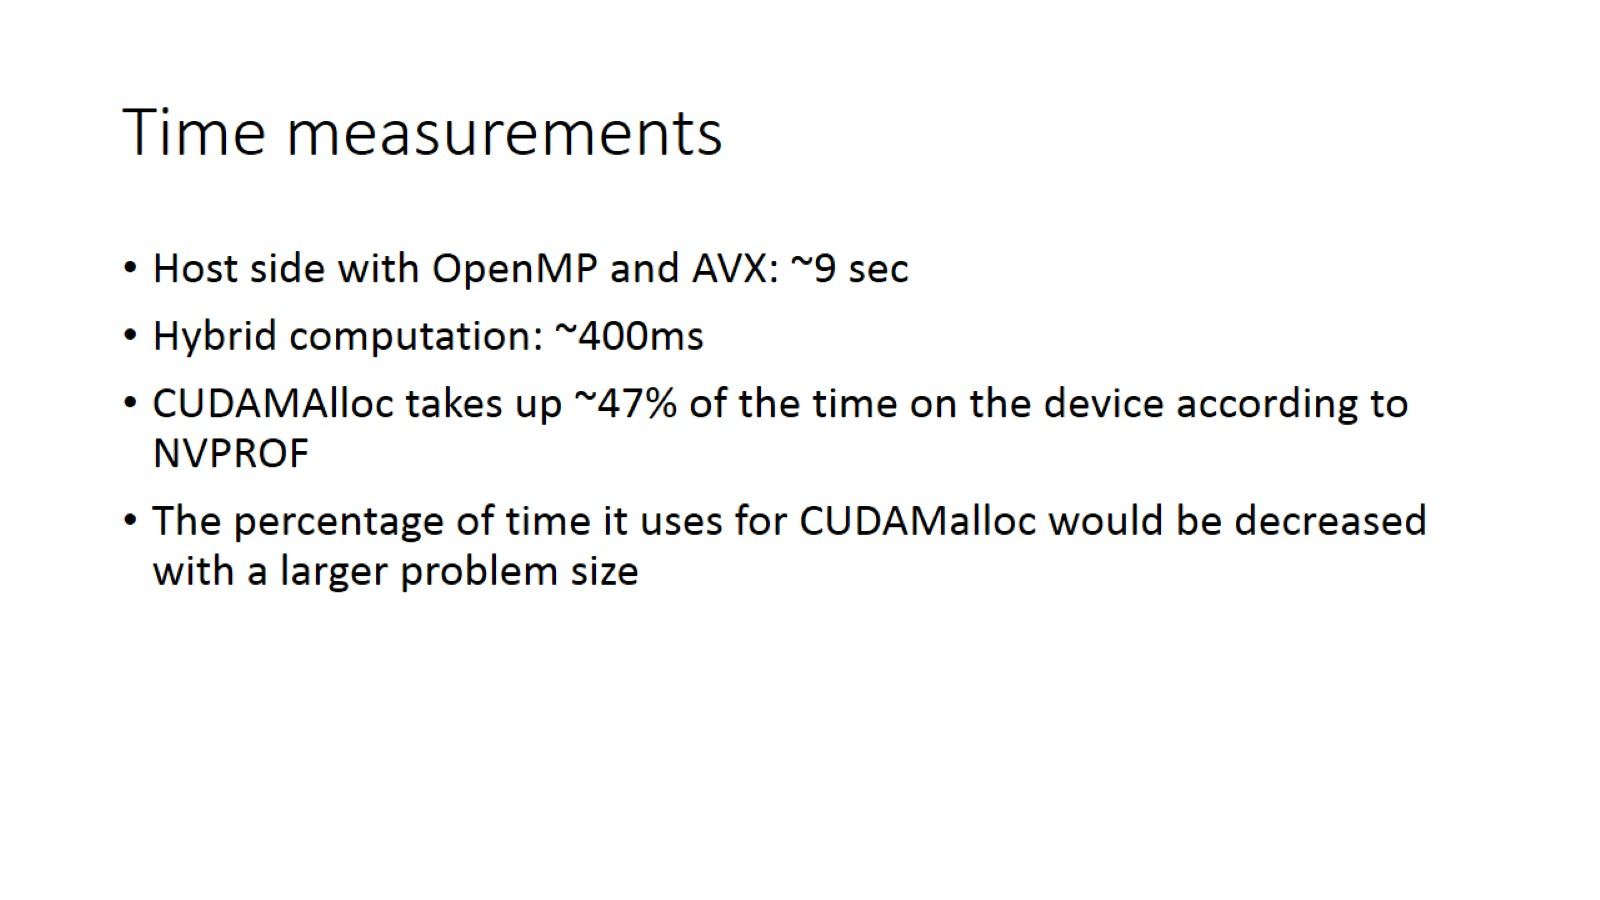 Time measurements
• Host side with OpenMP and AVX: ~9 sec
• Hybrid computation: ~400ms
• CUDAMAlloc takes up ~47% of the time on the device according to
NVPROF
• The percentage of time it uses for CUDAMalloc would be decreased
with a larger problem size